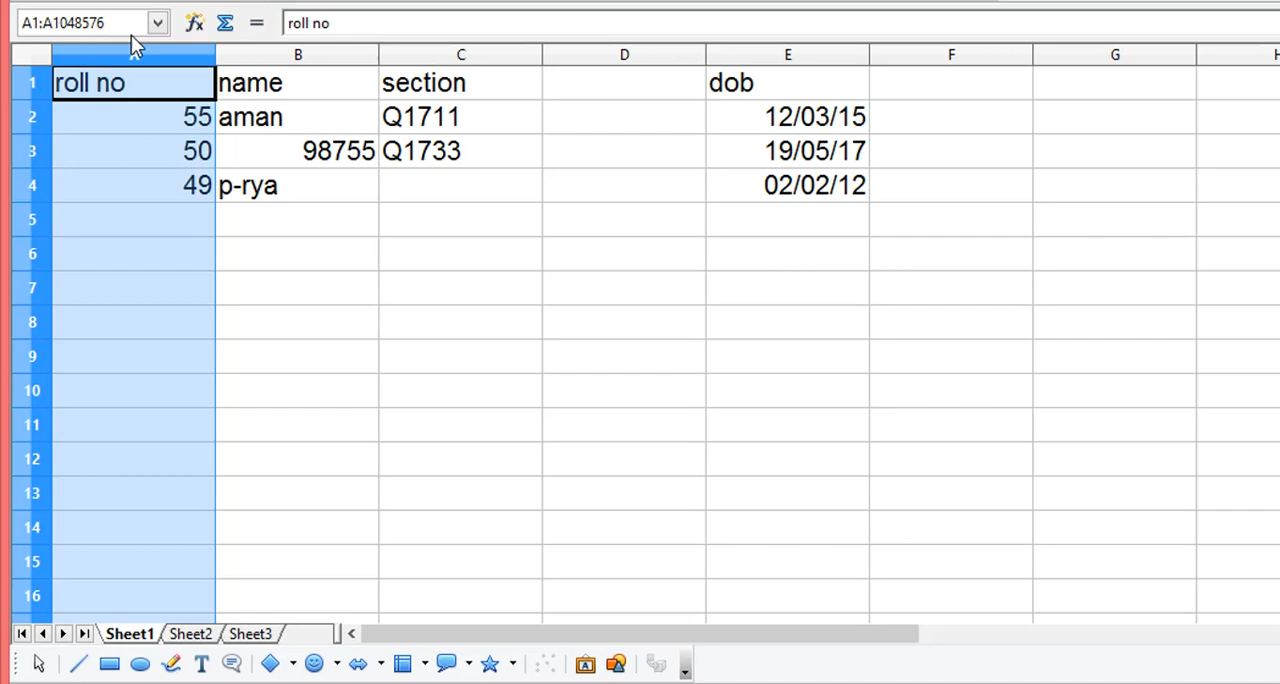 A1:A1048576 roll no
A B C D E F G H
1 roll no name section dob
2 55 aman Q1711 12/03/15
3 50 98755 Q1733 19/05/17
4 49 p-rya 02/02/12
5
6
7
8
9
10
11
12
13
14
15
16
Sheet1 Sheet2 Sheet3